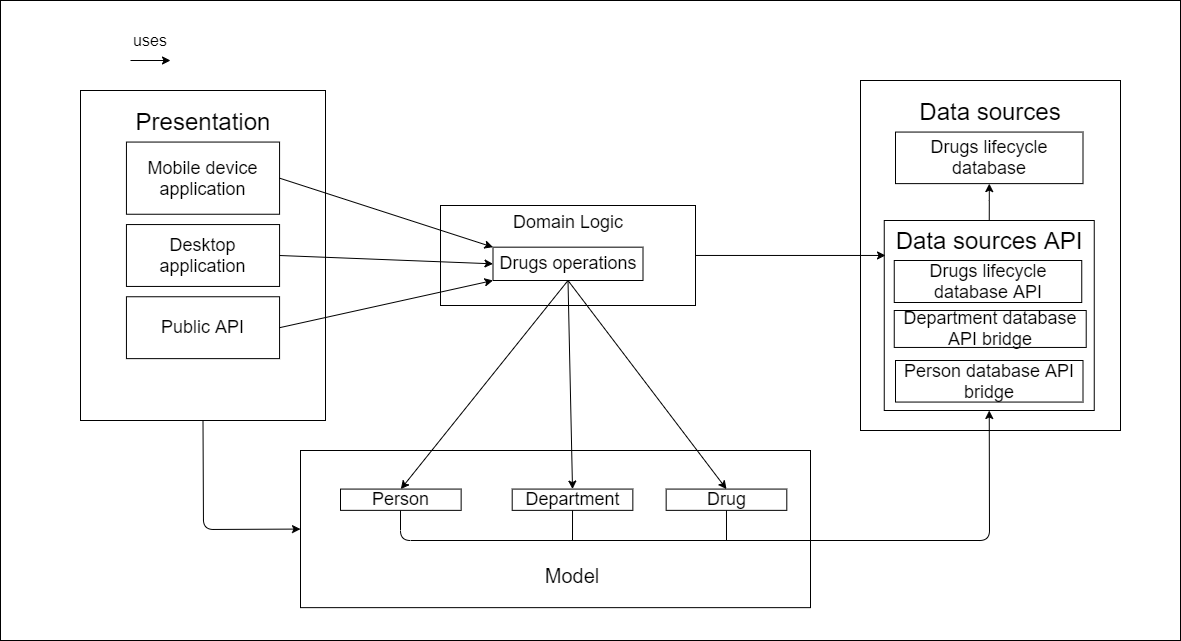 uses
Presentation
Mobile device
application
Desktop
application
Public API
Domain Logic
Drugs operations
Data sources
Drugs lifecycle
database
Data sources API
Drugs lifecycle
database API
Department database
API bridge
Person database API
bridge
Person
Department
Drug
Model